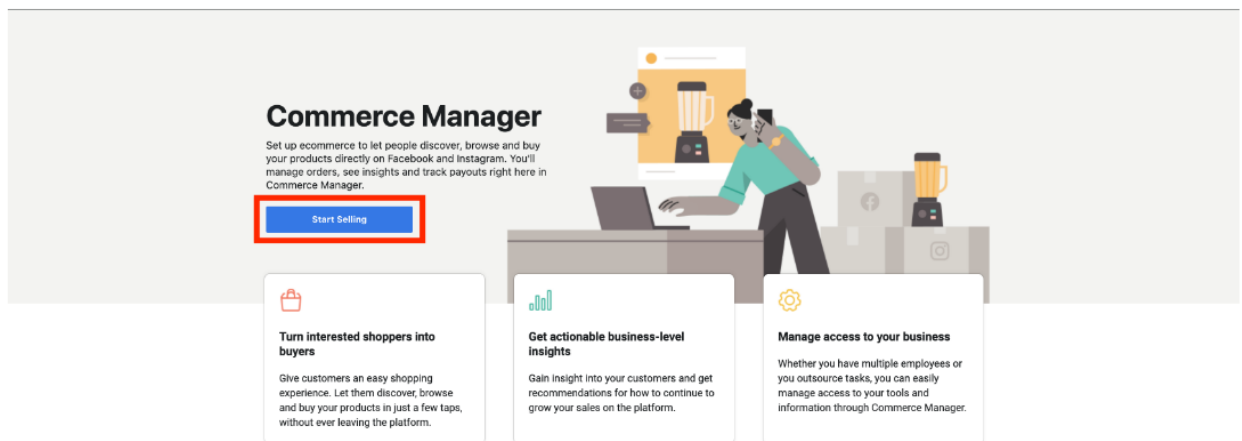 Commerce Manager
Set up ecommerce to let people discover, browse and buy
your products directly on Facebook and Instagram. You'll
manage orders, see insights and track payouts right here in
Commerce Manager.
Start Selling
Turn interested shoppers into
buyers
Give customers an easy shopping
experience. Let them discover, browse
and buy your products in just a few taps,
without ever leaving the platform.
Get actionable business-level
insights
Gain insight into your customers and get
recommendations for how to continue to
grow your sales on the platform.
Manage access to your business
Whether you have multiple employees or
you outsource tasks, you can easily
manage access to your tools and
information through Commerce Manager.